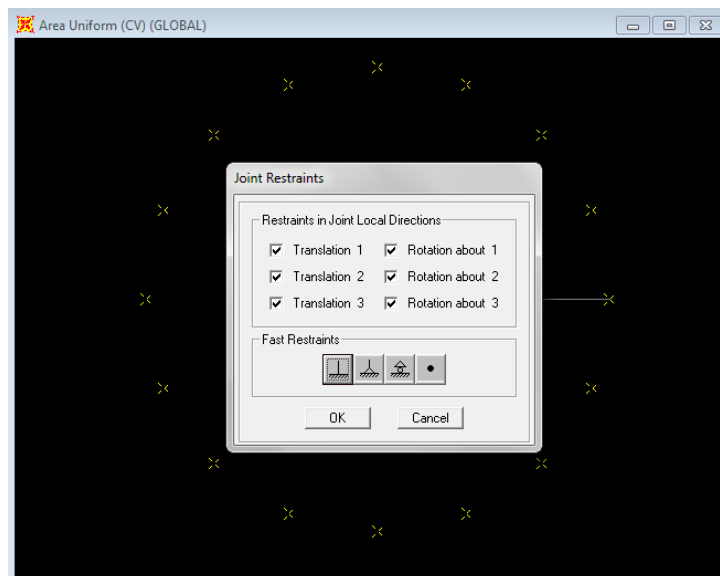 Area Uniform (CV) (GLOBAL)
Joint Restraints
Restraints in Joint Local Directions
Translation 1 Rotation about 1
Translation 2 Rotation about 2
Translation 3 Rotation about 3
Fast Restraints
OK Cancel